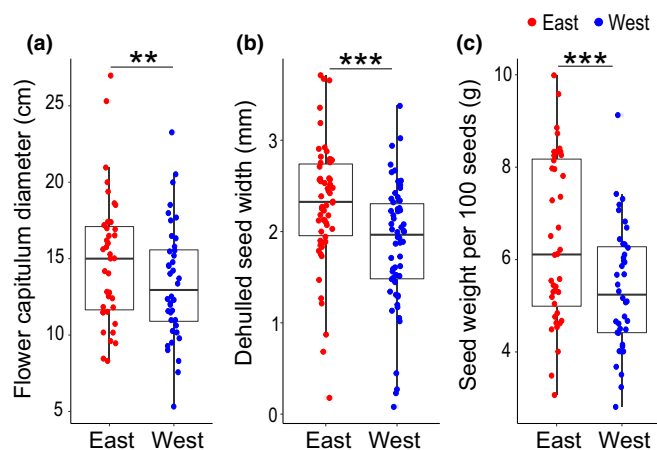 East West
(a) (b) (c)
** *** ***
Flower capitulum diameter (cm)
25
20
15
10
5
East West
Dehulled seed width (mm)
3
2
1
0
East West
Seed weight per 100 seeds (g)
10
8
6
4
East West